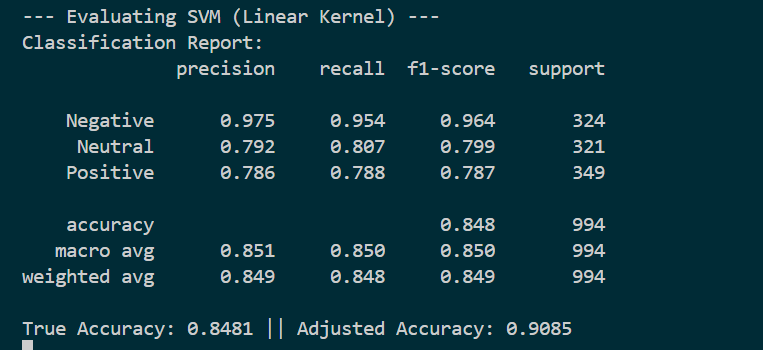 --- Evaluating SVM (Linear Kernel) ---
Classification Report:
precision recall f1-score support
Negative 0.975 0.954 0.964 324
Neutral 0.792 0.807 0.799 321
Positive 0.786 0.788 0.787 349
accuracy 0.848 994
macro avg 0.851 0.850 0.850 994
weighted avg 0.849 0.848 0.849 994
True Accuracy: 0.8481 || Adjusted Accuracy: 0.9085